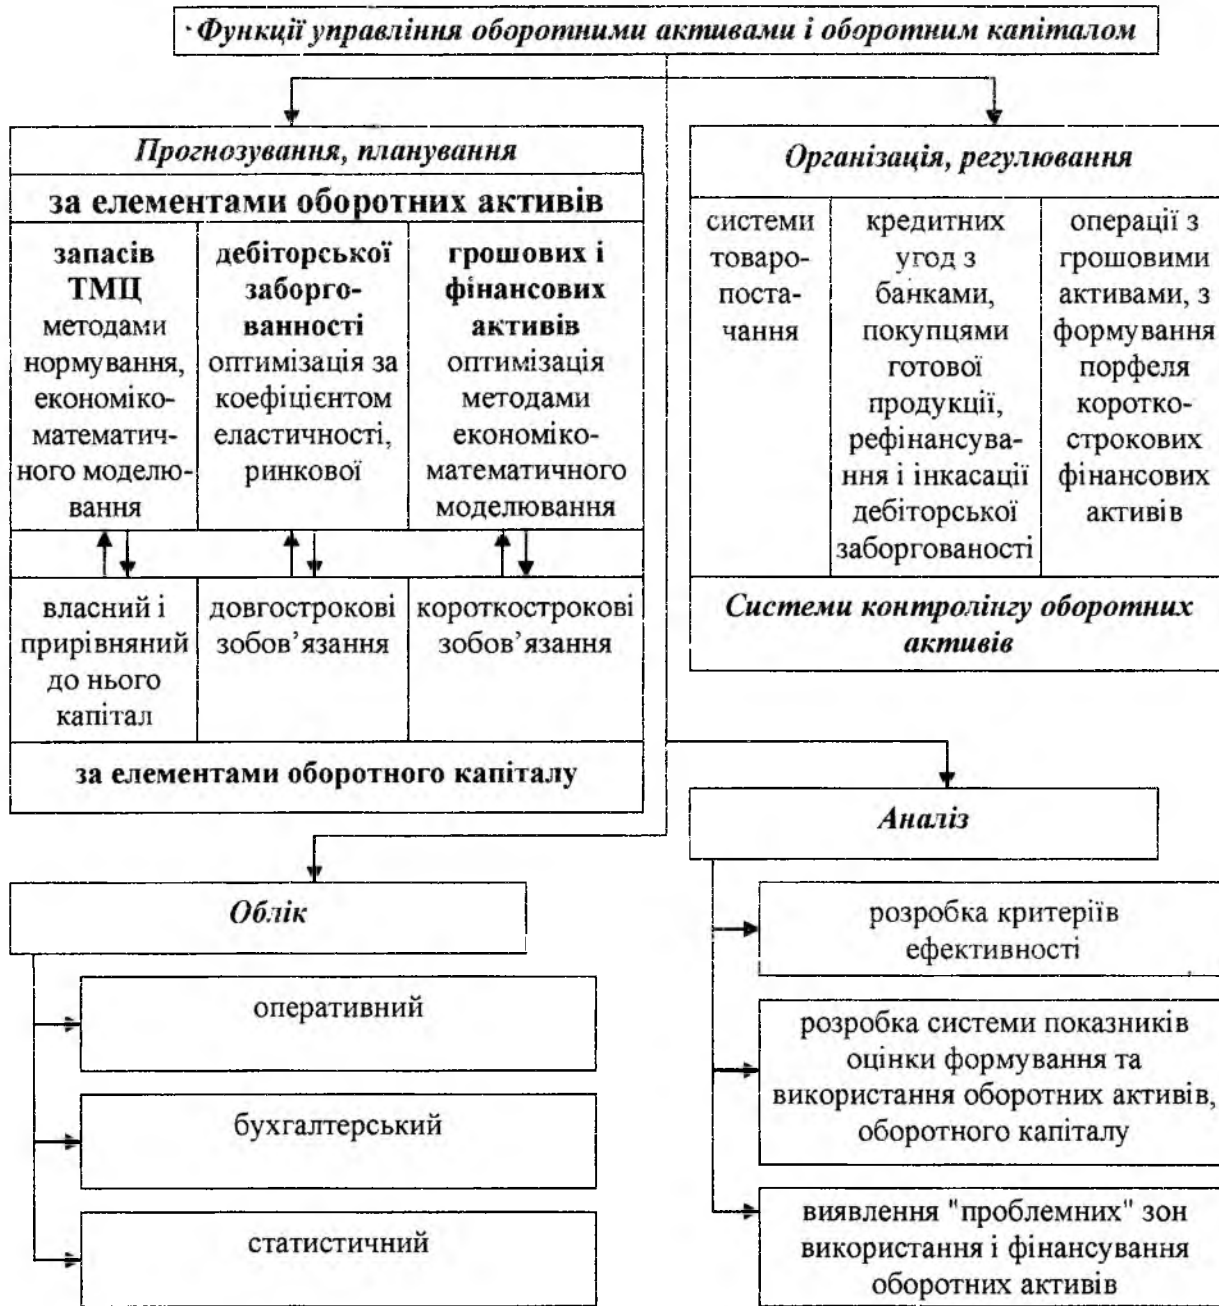 Функції управління оборотними активами і оборотним капіталом
Прогнозування, планування
за елементами оборотних активів
запасів
ТМЦ
методами
нормування,
економіко-
математич-
ного моделю-
вання
дебіторської
заборго-
ванності
оптимізація за
коефіцієнтом
еластичності,
ринкової
грошових і
фінансових
активів
оптимізація
методами
економіко-
математичного
моделювання
власний і
прирівняний
до нього
капітал
довгострокові
зобов’язання
короткострокові
зобов’язання
за елементами оборотного капіталу
Організація, регулювання
системи
товаро-
поста-
чання
кредитних
угод з
банками,
покупцями
готової
продукції,
рефінансува-
ння і інкасації
дебіторської
заборгованості
операції з
грошовими
активами, з
формування
порфеля
коротко-
строкових
фінансових
активів
Системи контролінгу оборотних
активів
Облік
оперативний
бухгалтерський
статистичний
Аналіз
розробка критеріїв
ефективності
розробка системи показників
оцінки формування та
використання оборотних активів,
оборотного капіталу
виявлення "проблемних" зон
використання і фінансування
оборотних активів